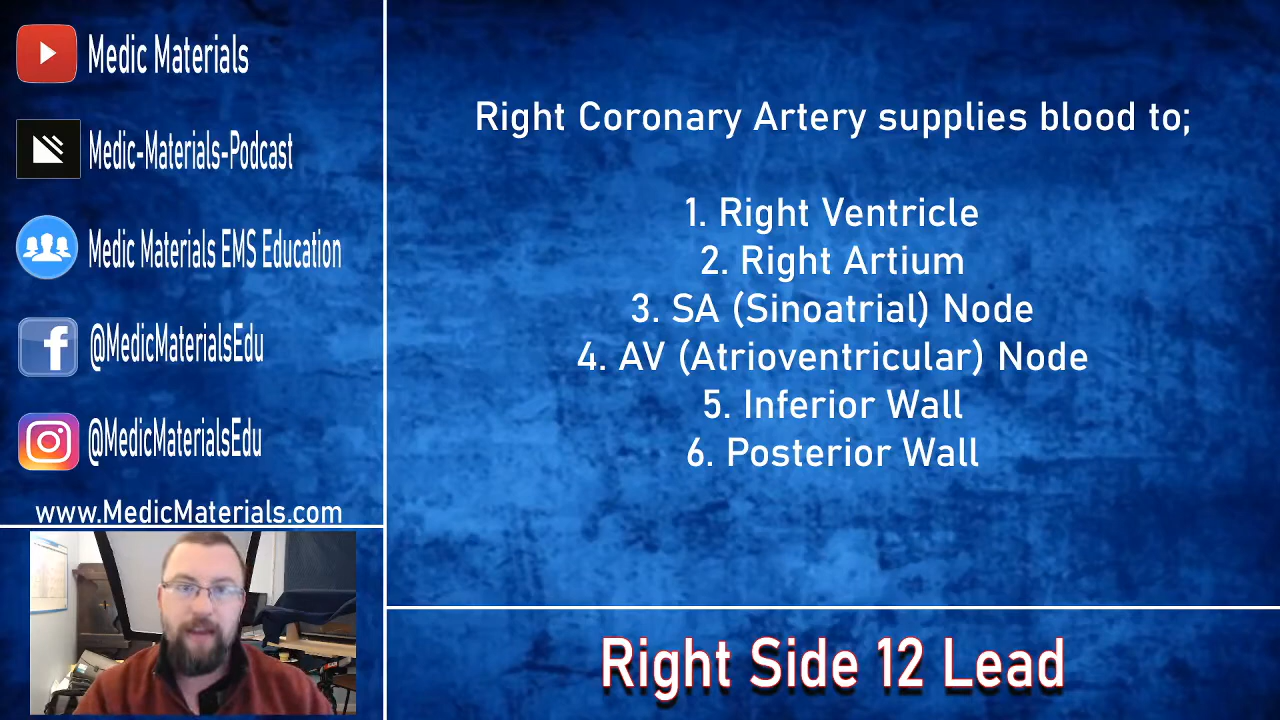 Medic Materials
Medic-Materials-Podcast
Medic Materials EMS Education
@MedicMaterialsEdu
@MedicMaterialsEdu
www.MedicMaterials.com
Right Coronary Artery supplies blood to;
1. Right Ventricle
2. Right Artium
3. SA (Sinoatrial) Node
4. AV (Atrioventricular) Node
5. Inferior Wall
6. Posterior Wall
Right Side 12 Lead